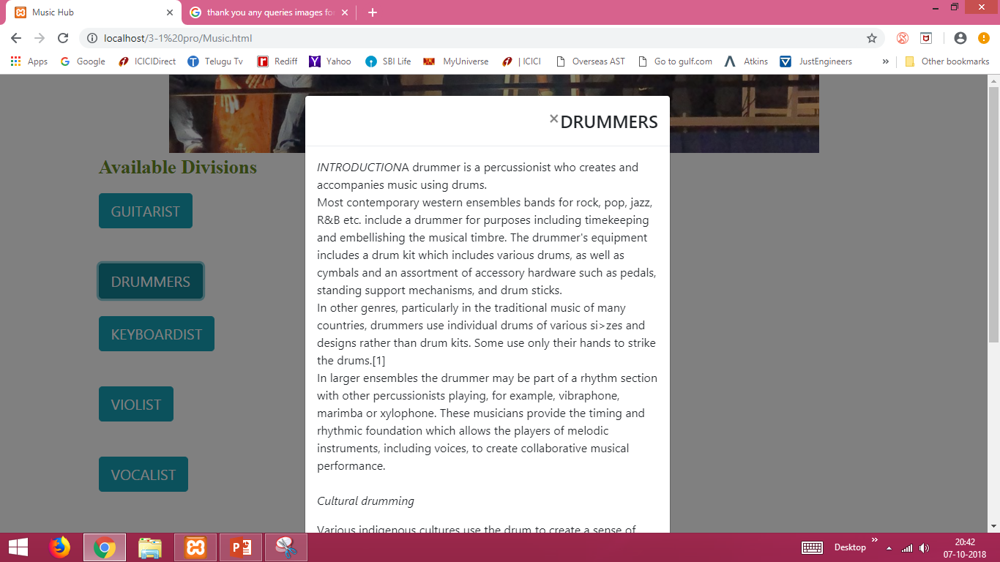 Music Hub
thank you any queries images fo
localhost/3-1%20pro/Music.html
Apps Google ICICIDirect Telugu Tv Rediff Yahoo SBI Life MyUniverse | ICICI Overseas AST Go to gulf.com Atkins JustEngineers » Other bookmarks
×DRUMMERS
INTRODUCTIONA drummer is a percussionist who creates and
accompanies music using drums.
Most contemporary western ensembles bands for rock, pop, jazz,
R&B etc. include a drummer for purposes including timekeeping
and embellishing the musical timbre. The drummer's equipment
includes a drum kit which includes various drums, as well as
cymbals and an assortment of accessory hardware such as pedals,
standing support mechanisms, and drum sticks.
In other genres, particularly in the traditional music of many
countries, drummers use individual drums of various si>zes and
designs rather than drum kits. Some use only their hands to strike
the drums.[1]
In larger ensembles the drummer may be part of a rhythm section
with other percussionists playing, for example, vibraphone,
marimba or xylophone. These musicians provide the timing and
rhythmic foundation which allows the players of melodic
instruments, including voices, to create collaborative musical
performance.
Cultural drumming
Various indigenous cultures use the drum to create a sense of
Available Divisions
GUITARIST
DRUMMERS
KEYBOARDIST
VIOLIST
VOCALIST
Desktop »
20:42
07-10-2018